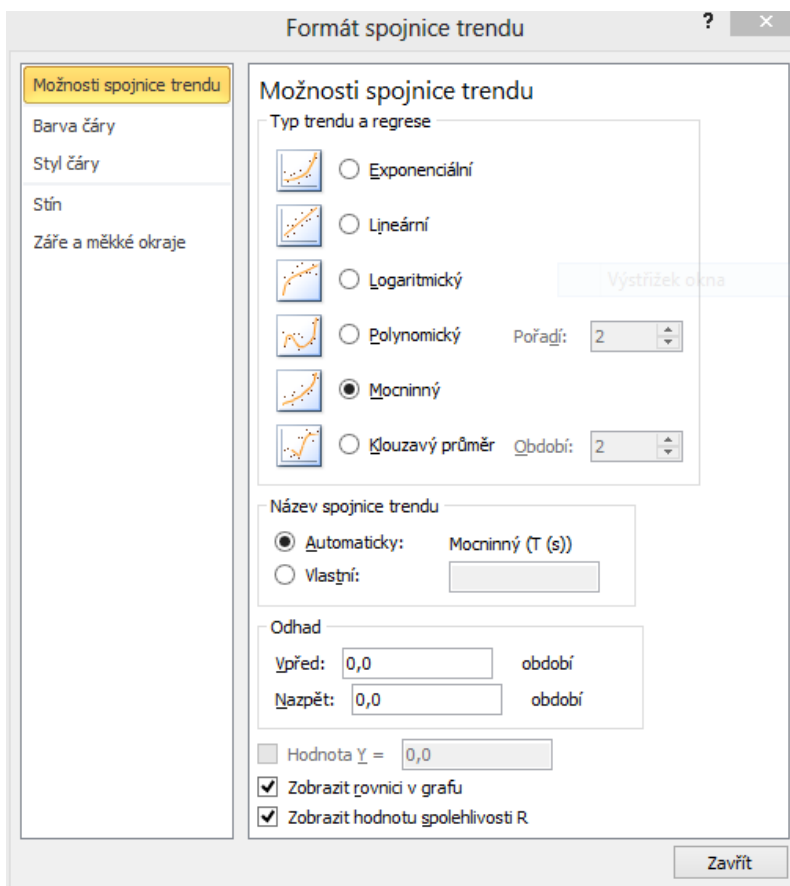 Formát spojnice trendu
?
Možnosti spojnice trendu
Barva čáry
Styl čáry
Stín
Záře a měkké okraje
Možnosti spojnice trendu
Typ trendu a regrese
Exponenciální
Lineární
Logaritmický
Výstřižek okna
Polynomický Pořadí: 2
Mocninný
Klouzavý průměr Období: 2
Název spojnice trendu
Automaticky: Mocninný (T (s))
Vlastní:
Odhad
Vpřed: 0,0 období
Nazpět: 0,0 období
Hodnota Y = 0,0
Zobrazit rovnici v grafu
Zobrazit hodnotu spolehlivosti R
Zavřít